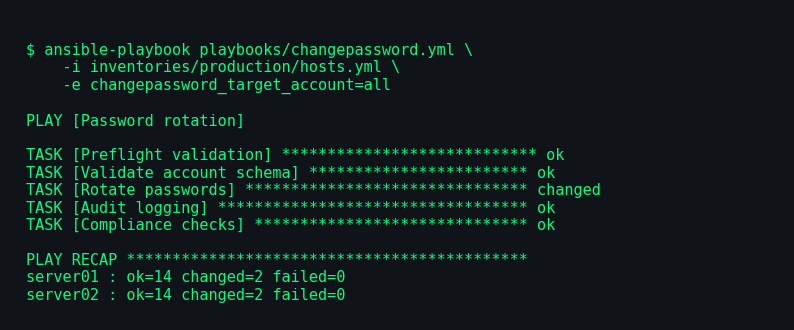 $ ansible-playbook playbooks/changepassword.yml \
    -i inventories/production/hosts.yml \
    -e changepassword_target_account=all
PLAY [Password rotation]
TASK [Preflight validation] **************************** ok
TASK [Validate account schema] ************************ ok
TASK [Rotate passwords] ******************************* changed
TASK [Audit logging] ********************************** ok
TASK [Compliance checks] ****************************** ok
PLAY RECAP ********************************************
server01 : ok=14 changed=2 failed=0
server02 : ok=14 changed=2 failed=0